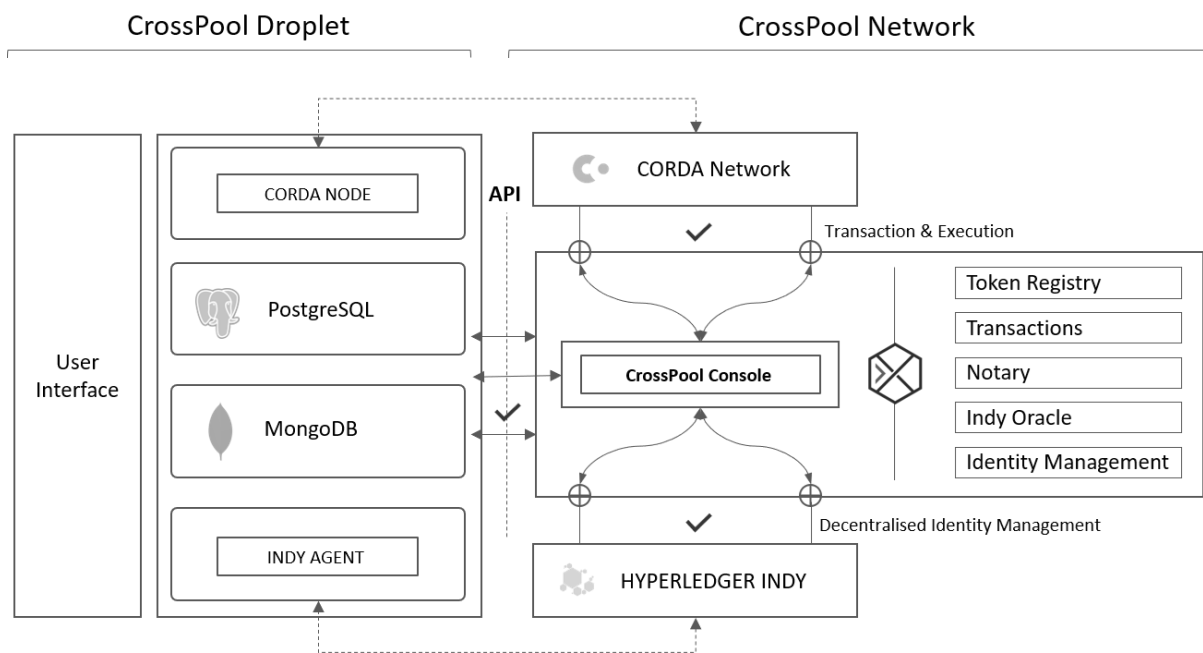 CrossPool Droplet
CrossPool Network
User
Interface
CORDA NODE
PostgreSQL
MongoDB
INDY AGENT
API
CORDA Network
Transaction & Execution
CrossPool Console
Token Registry
Transactions
Notary
Indy Oracle
Identity Management
Decentralised Identity Management
HYPERLEDGER INDY